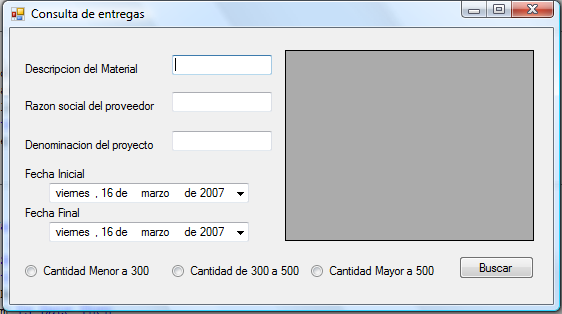 Consulta de entregas
Descripcion del Material
Razon social del proveedor
Denominacion del proyecto
Fecha Inicial
viernes , 16 de marzo de 2007
Fecha Final
viernes , 16 de marzo de 2007
Cantidad Menor a 300
Cantidad de 300 a 500
Cantidad Mayor a 500
Buscar